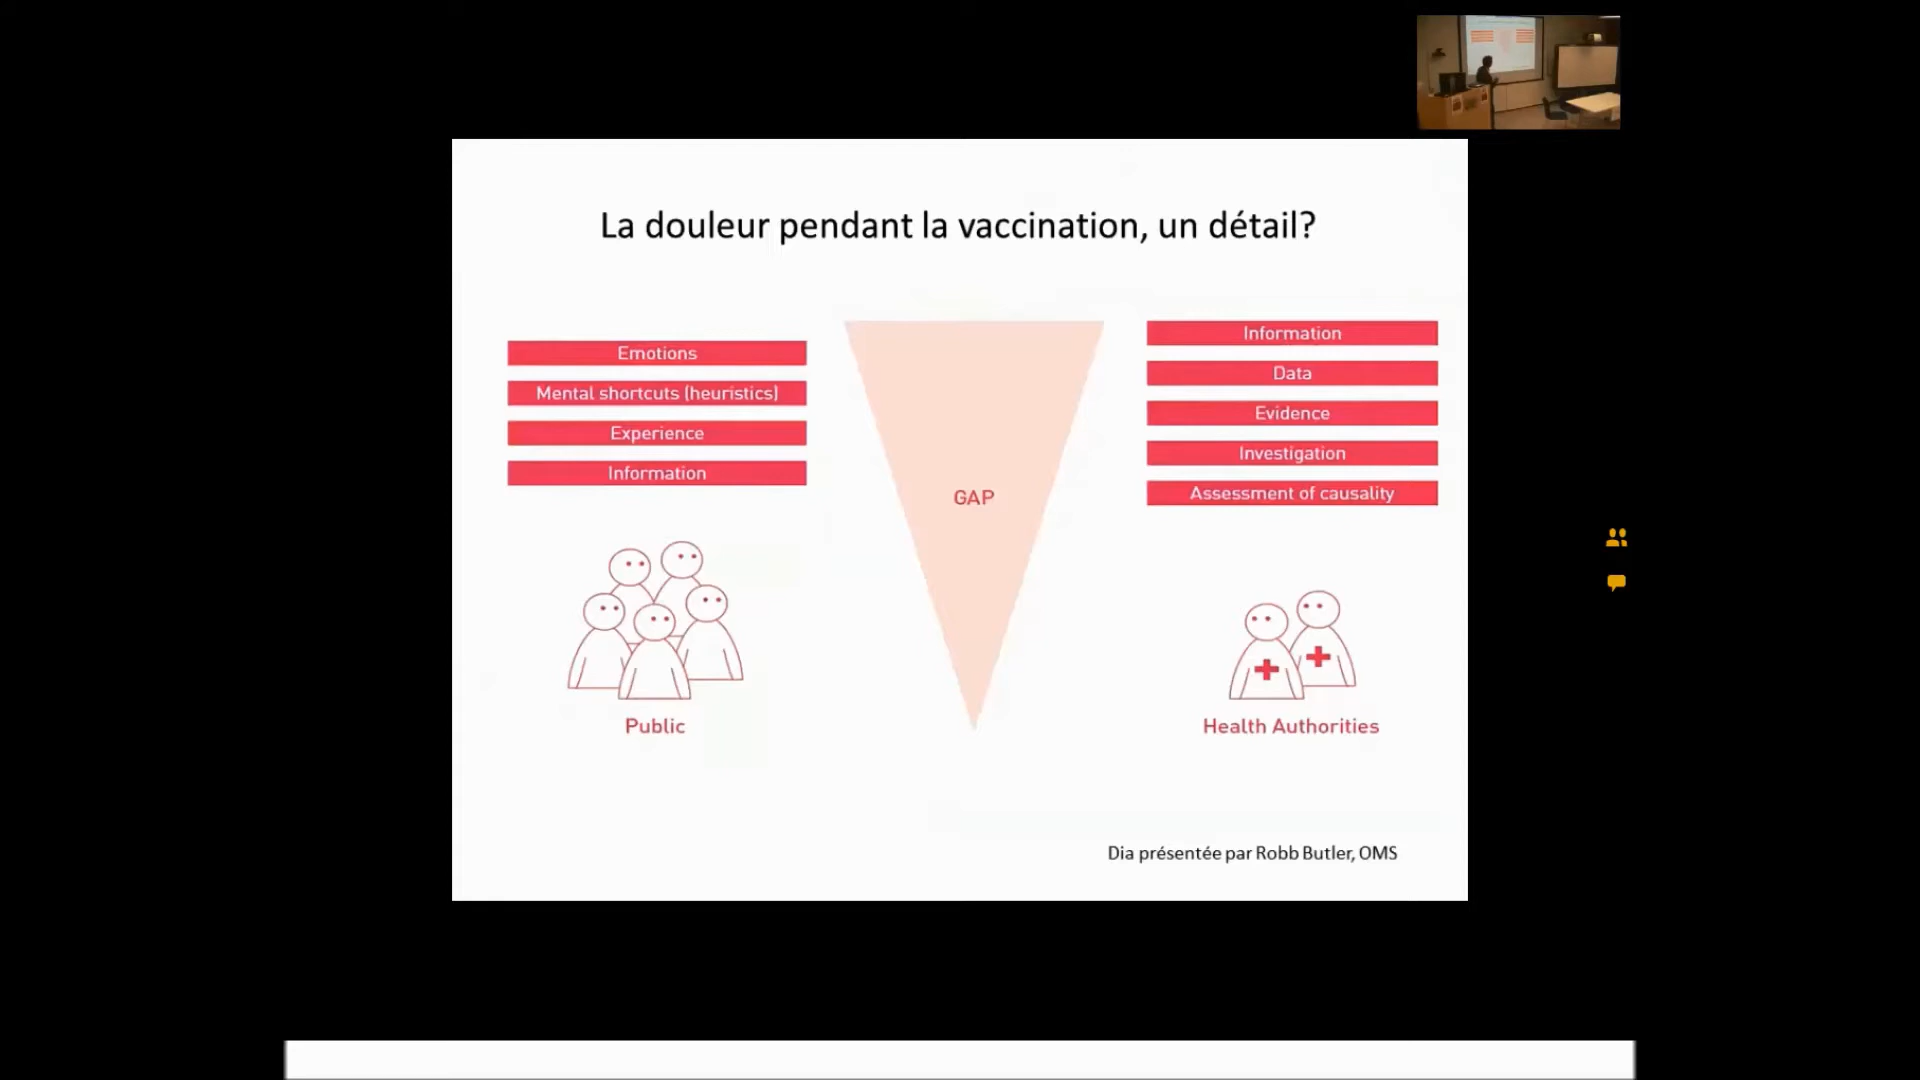 La douleur pendant la vaccination, un détail?
Emotions
Mental shortcuts (heuristics)
Experience
Information
GAP
Information
Data
Evidence
Investigation
Assessment of causality
Public
Health Authorities
Dia présentée par Robb Butler, OMS